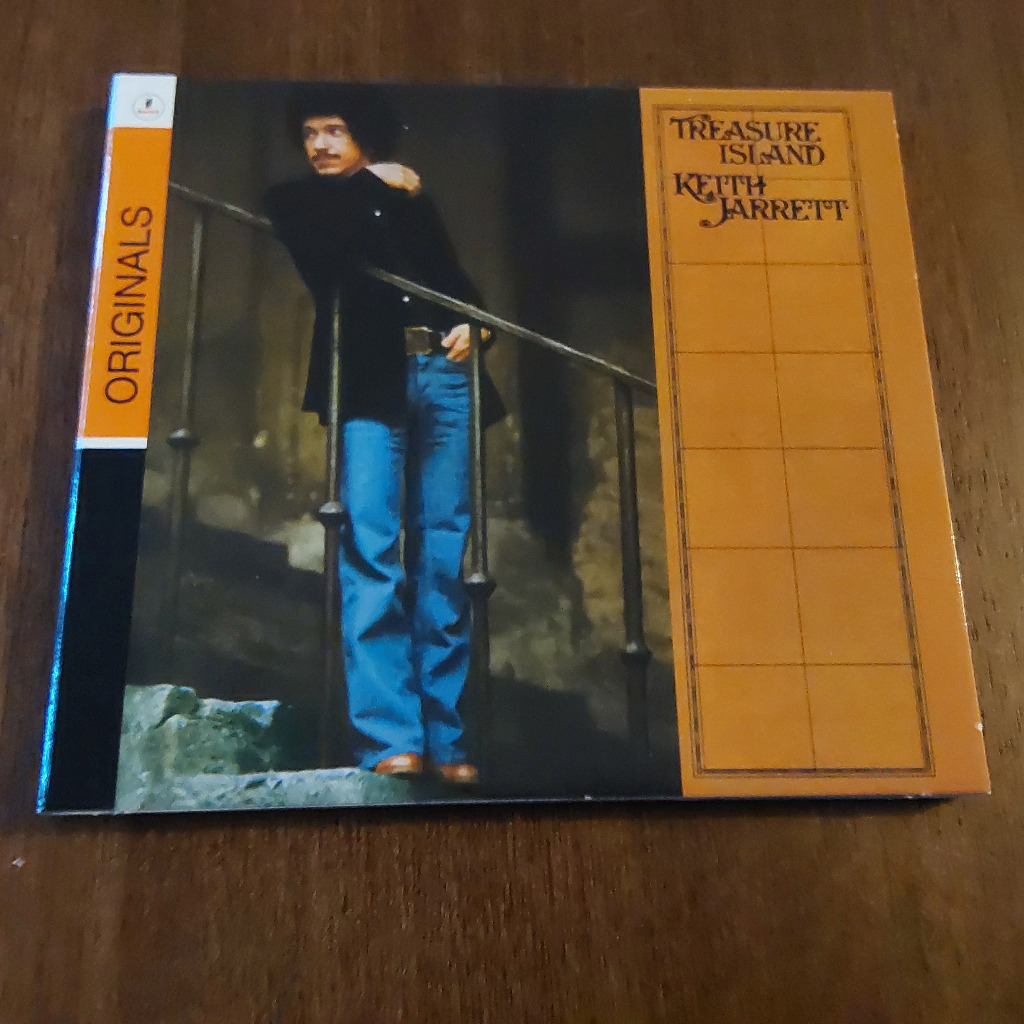 ORIGINALS
TREASURE
ISLAND
KEITH
JARRETT